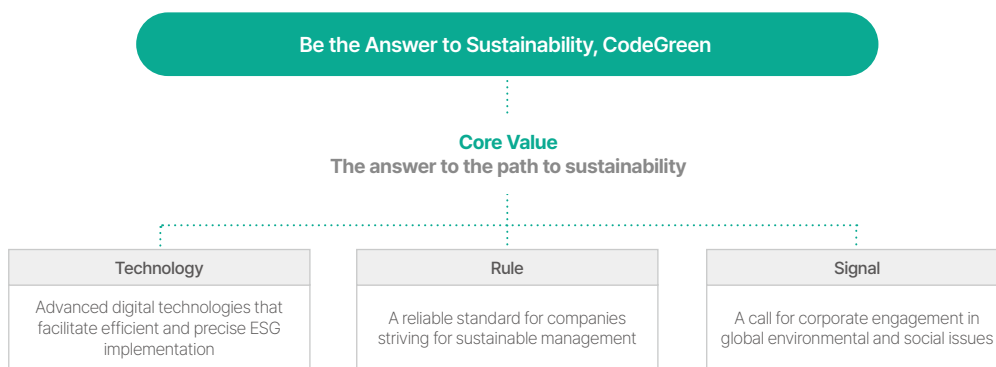 Be the Answer to Sustainability, CodeGreen
Core Value
The answer to the path to sustainability
Technology
Advanced digital technologies that
facilitate efficient and precise ESG
implementation
Rule
A reliable standard for companies
striving for sustainable management
Signal
A call for corporate engagement in
global environmental and social issues